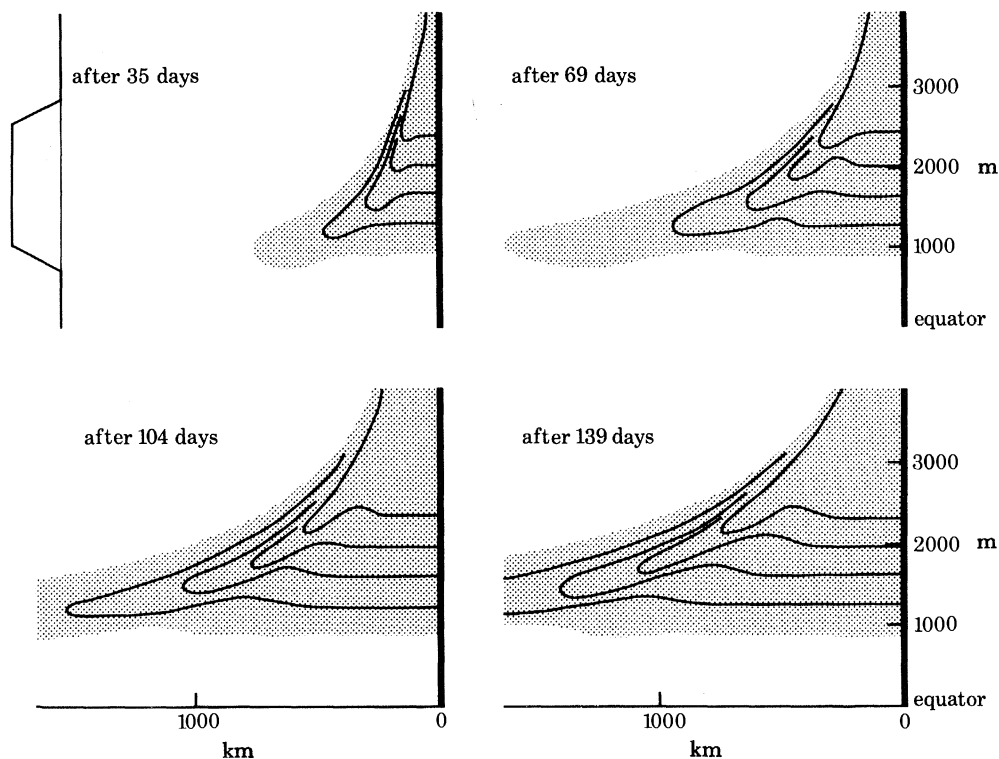 after 35 days
after 69 days
3000
2000 m
1000
equator
after 104 days
after 139 days
3000
2000 m
1000
equator
1000 0
km
1000 0
km